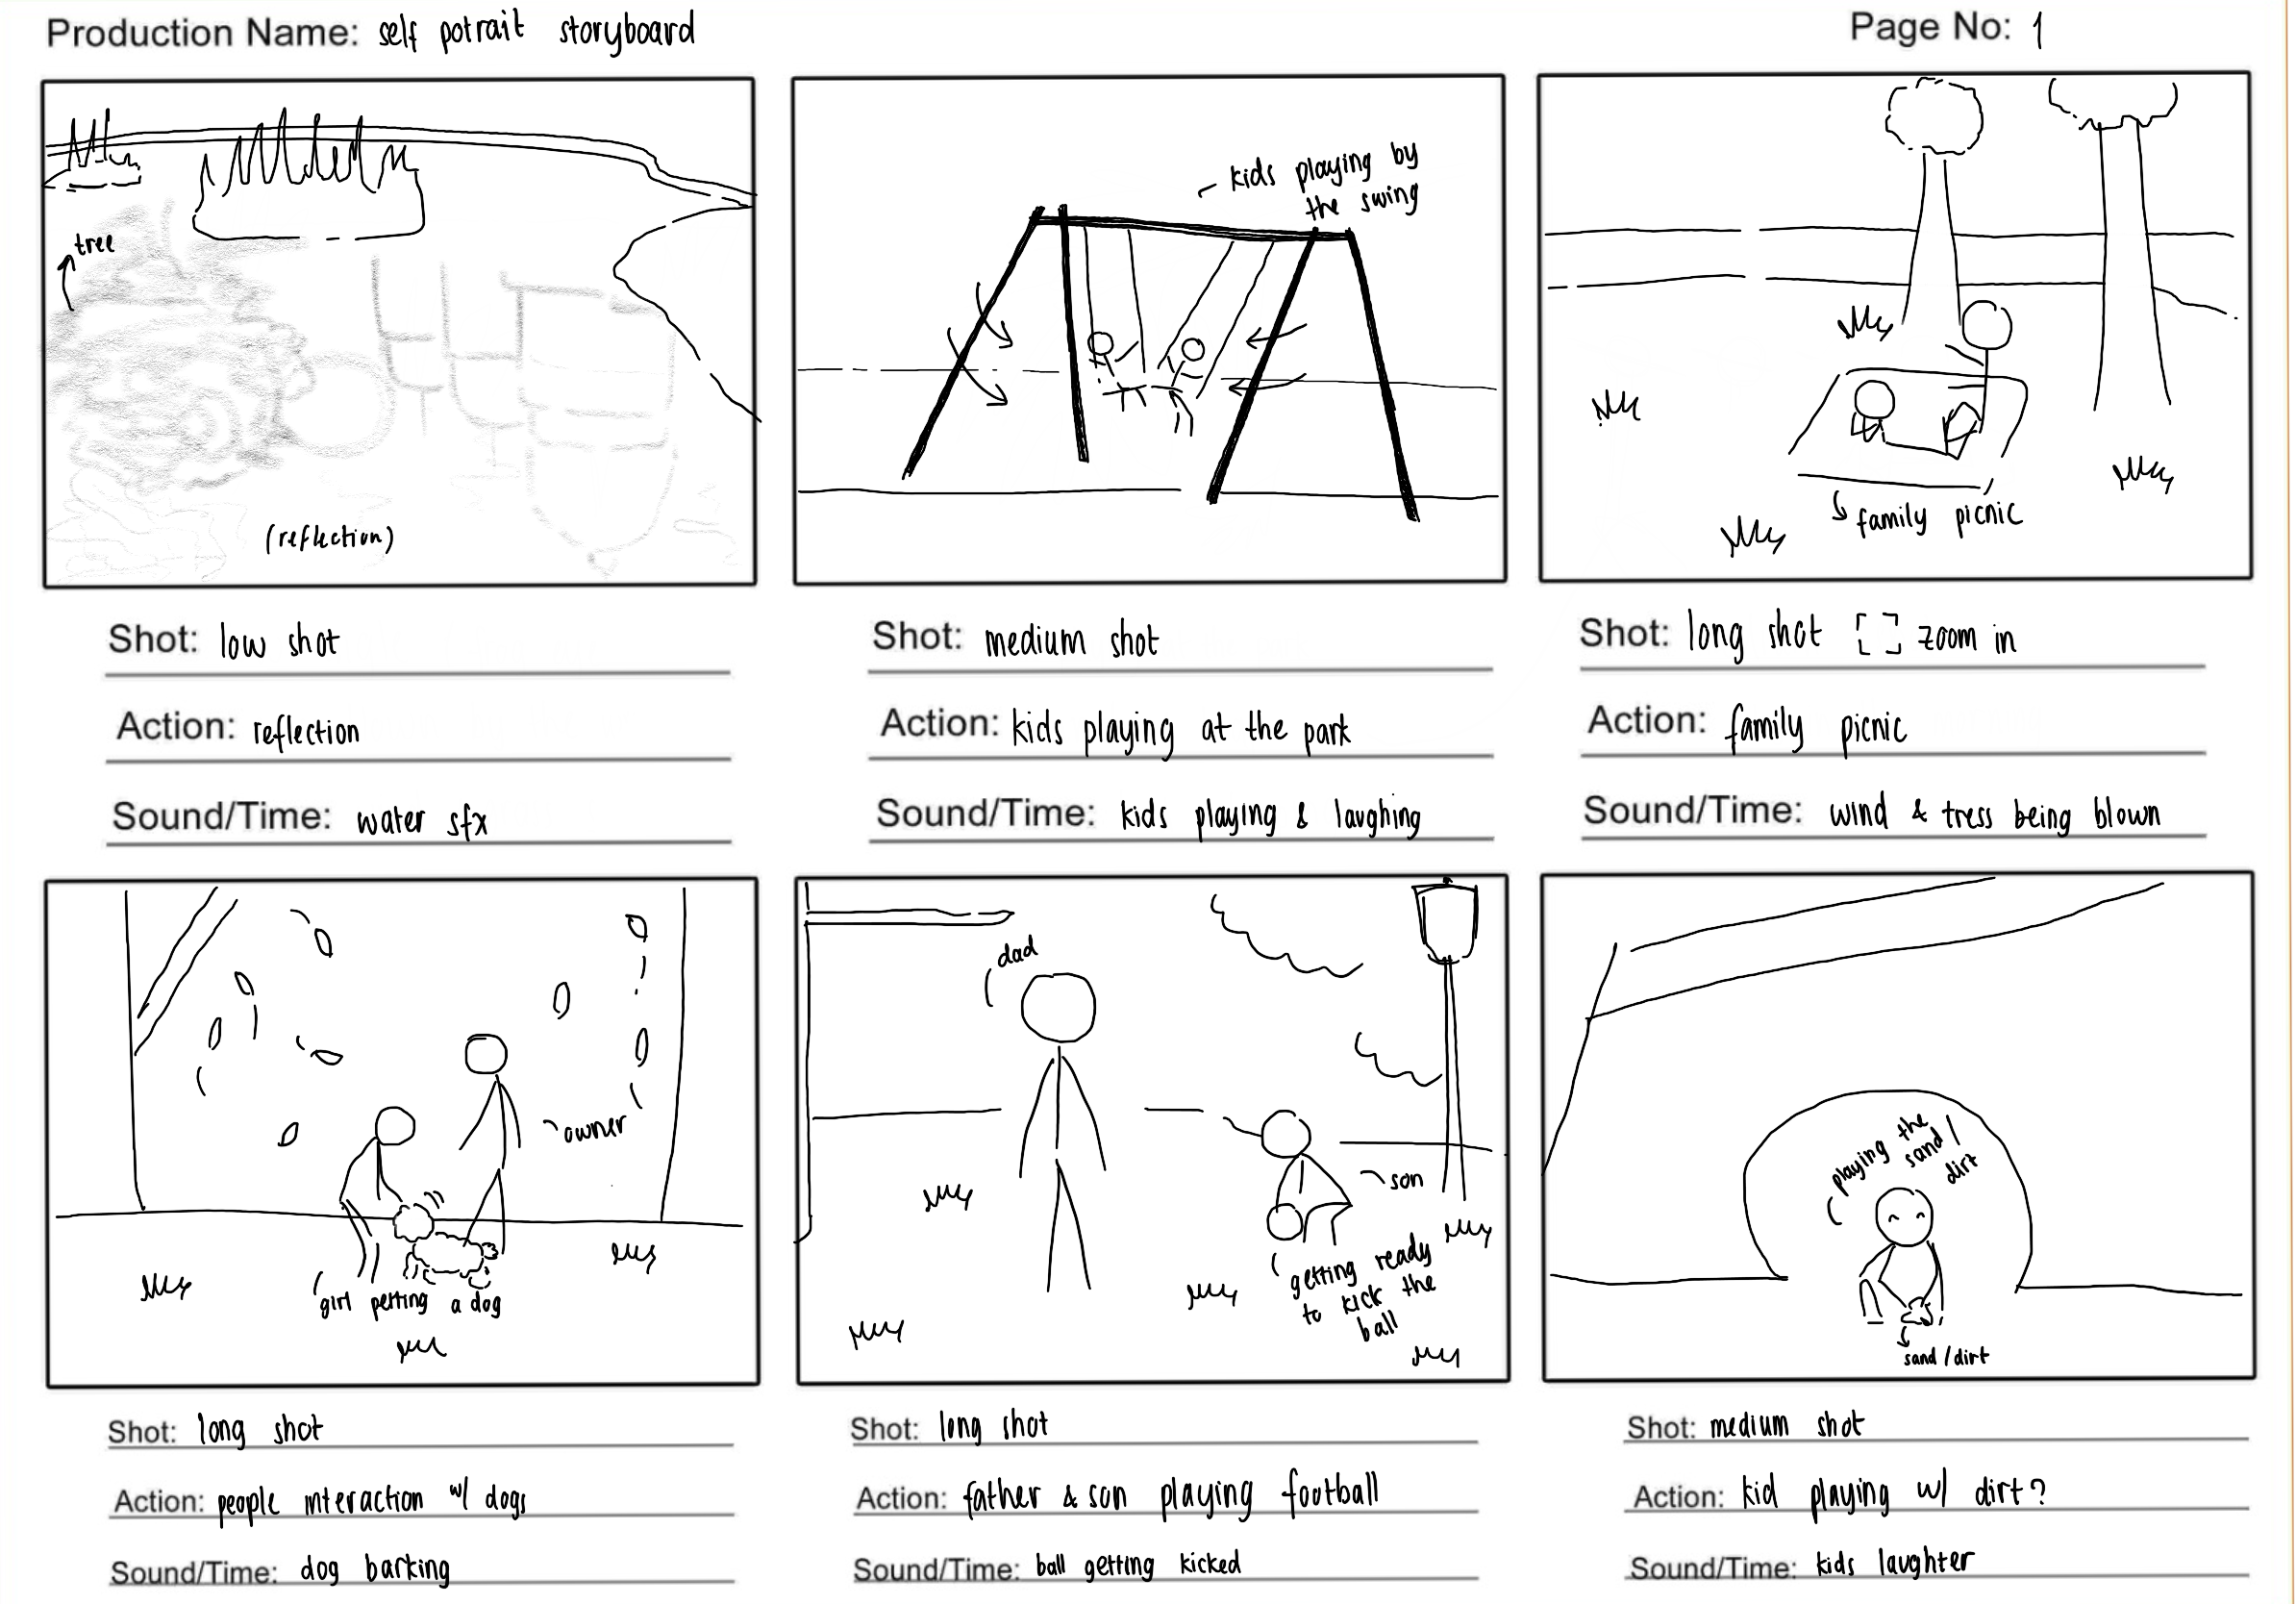 Production Name: self potrait storyboard
Page No: 1
tree
(reflection)
kids playing by
the swing
family picnic
Shot: low shot
Action: reflection
Sound/Time: water sfx
Shot: medium shot
Action: kids playing at the park
Sound/Time: kids playing & laughing
Shot: long shot zoom in
Action: family picnic
Sound/Time: wind & tress being blown
owner
girl petting a dog
dad
son
getting ready
to kick the
ball
playing the
sand/
dirt
sand/dirt
Shot: long shot
Action: people interaction w/ dogs
Sound/Time: dog barking
Shot: long shot
Action: father & son playing football
Sound/Time: ball getting kicked
Shot: medium shot
Action: kid playing w/ dirt?
Sound/Time: kids laughter